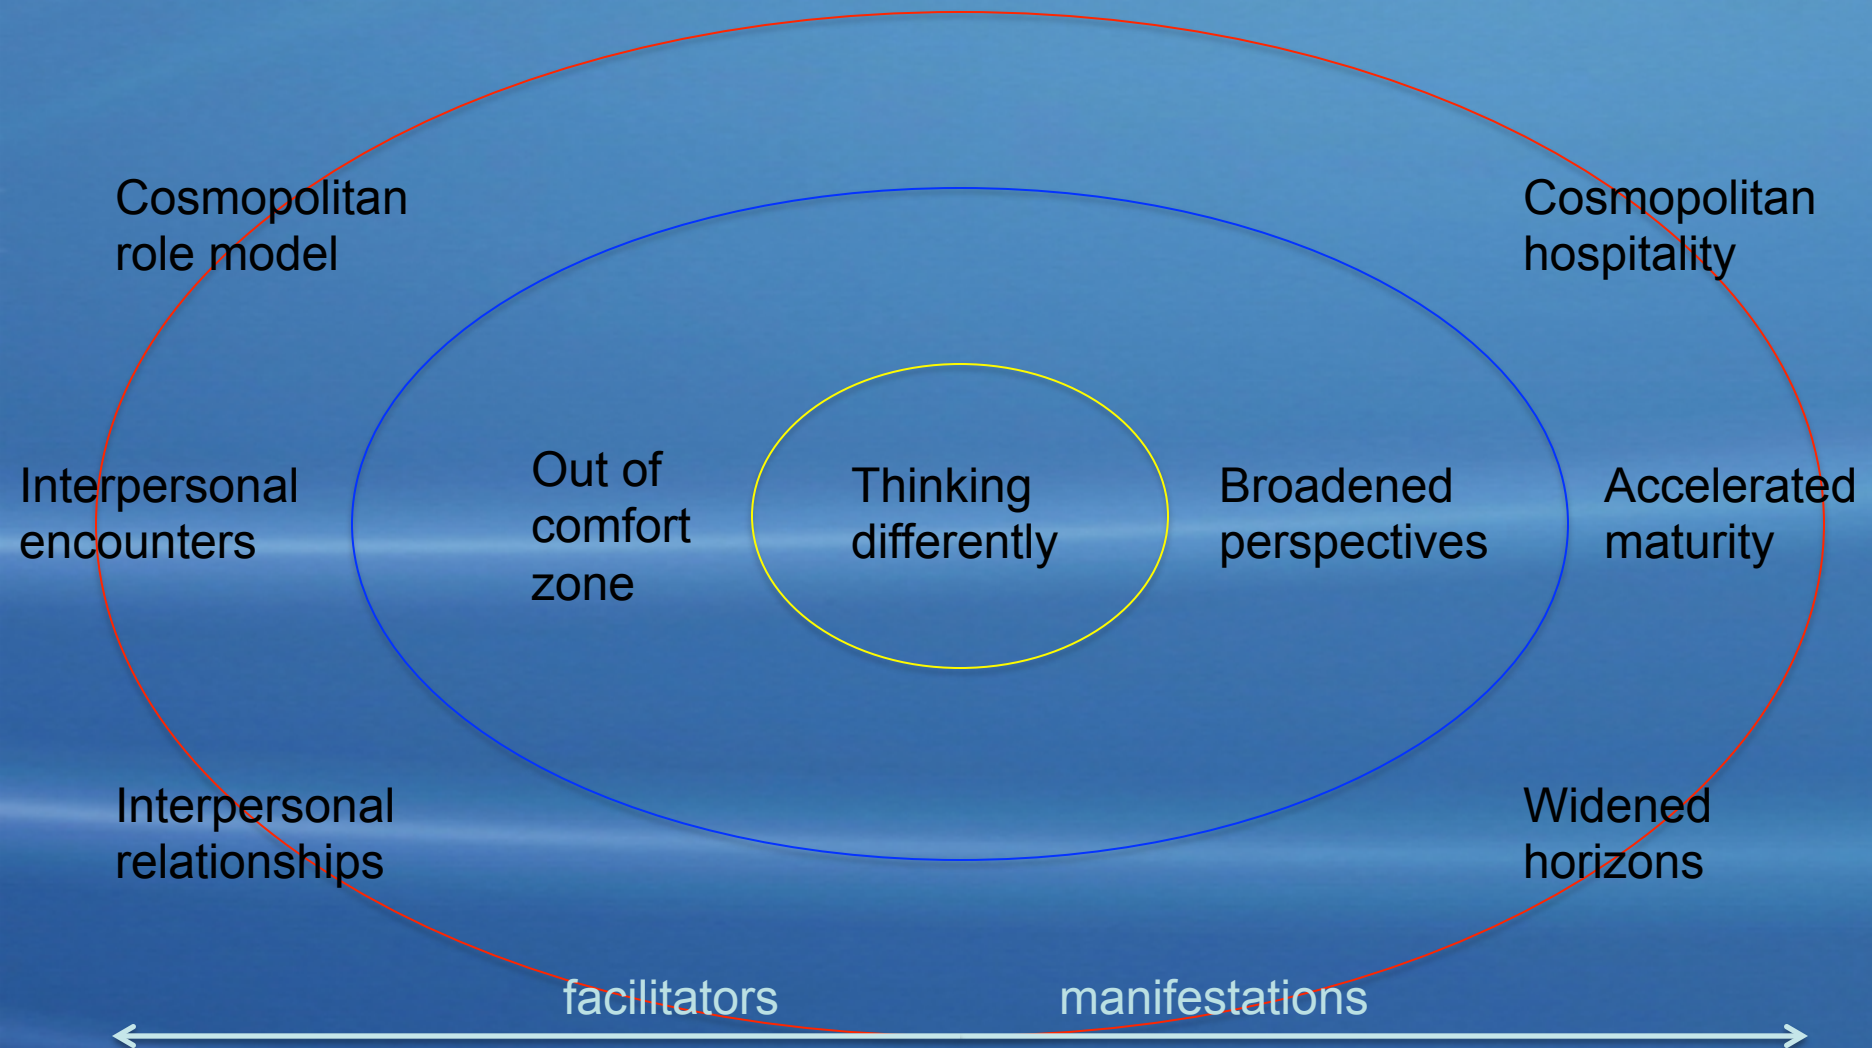 Cosmopolitan
role model
Cosmopolitan
hospitality
Interpersonal
encounters
Out of
comfort
zone
Thinking
differently
Broadened
perspectives
Accelerated
maturity
Interpersonal
relationships
Widened
horizons
facilitators
manifestations